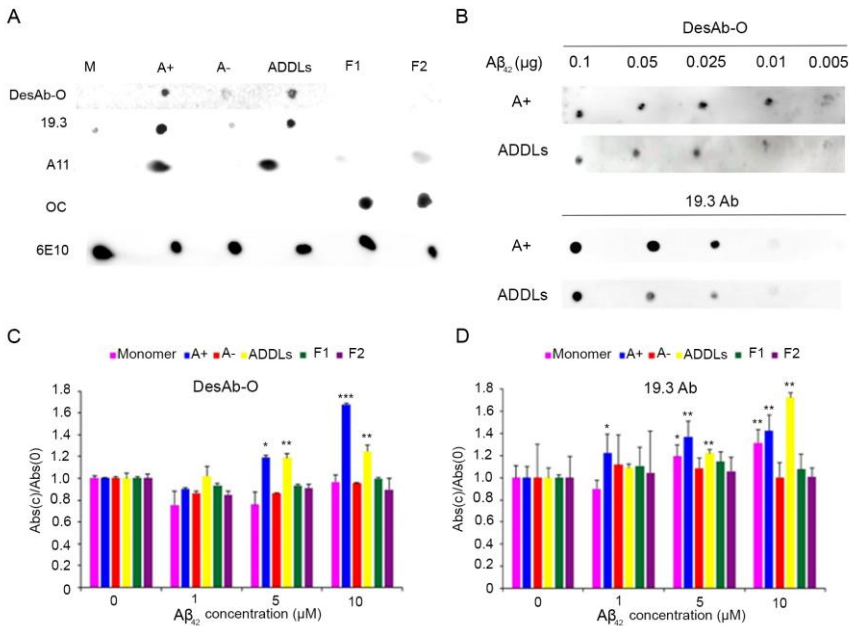 A
M A+ A- ADDLs F1 F2
DesAb-O
19.3
A11
OC
6E10
B
DesAb-O
Aβ42 (µg) 0.1 0.05 0.025 0.01 0.005
A+
ADDLs
19.3 Ab
A+
ADDLs
C
Monomer A+ A- ADDLs F1 F2
DesAb-O
Abs(c)/Abs(0)
1.8
1.6
1.4
1.2
1.0
0.8
0.6
0.4
0.2
0
* ** *** **
0 1 5 10
Aβ42 concentration (µM)
D
Monomer A+ A- ADDLs F1 F2
19.3 Ab
Abs(c)/Abs(0)
1.8
1.6
1.4
1.2
1.0
0.8
0.6
0.4
0.2
0
* * ** ** ** ** **
0 1 5 10
Aβ42 concentration (µM)